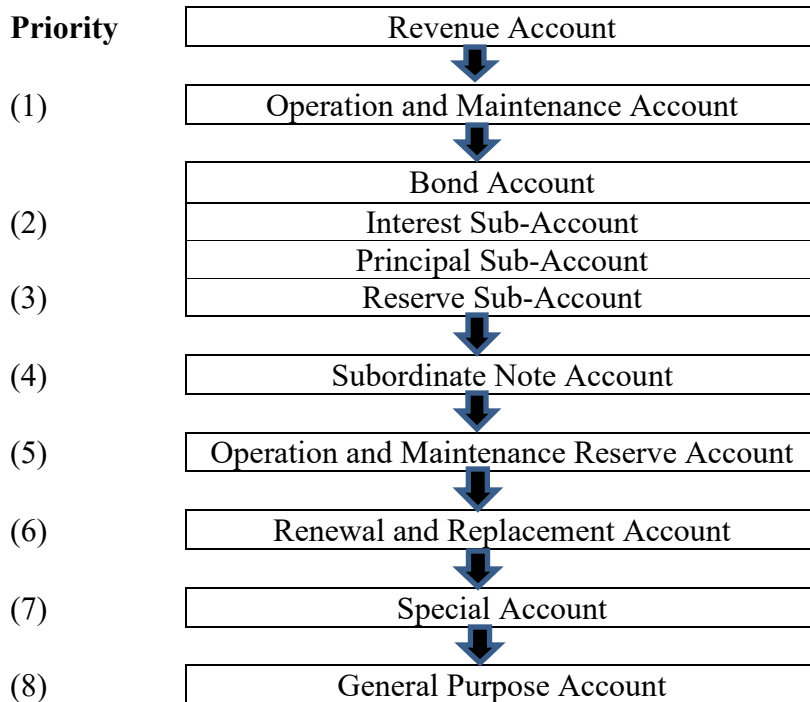 Priority Revenue Account
(1) Operation and Maintenance Account
Bond Account
(2) Interest Sub-Account
Principal Sub-Account
(3) Reserve Sub-Account
(4) Subordinate Note Account
(5) Operation and Maintenance Reserve Account
(6) Renewal and Replacement Account
(7) Special Account
(8) General Purpose Account